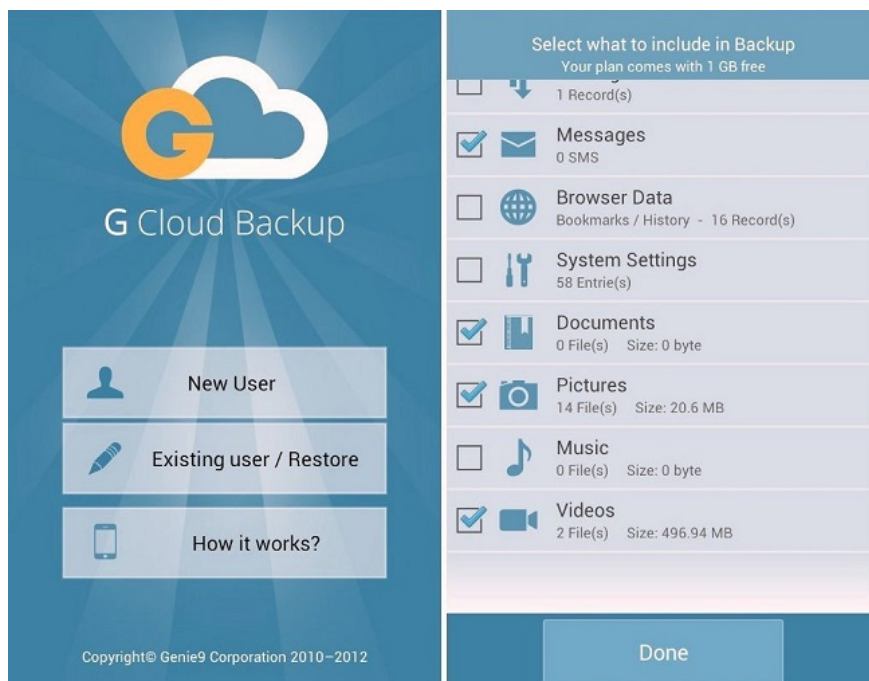 G
G Cloud Backup
New User
Existing user / Restore
How it works?
Copyright© Genie9 Corporation 2010–2012
Select what to include in Backup
Your plan comes with 1 GB free
1 Record(s)
Messages
0 SMS
Browser Data
Bookmarks / History - 16 Record(s)
System Settings
58 Entrie(s)
Documents
0 File(s) Size: 0 byte
Pictures
14 File(s) Size: 20.6 MB
Music
0 File(s) Size: 0 byte
Videos
2 File(s) Size: 496.94 MB
Done